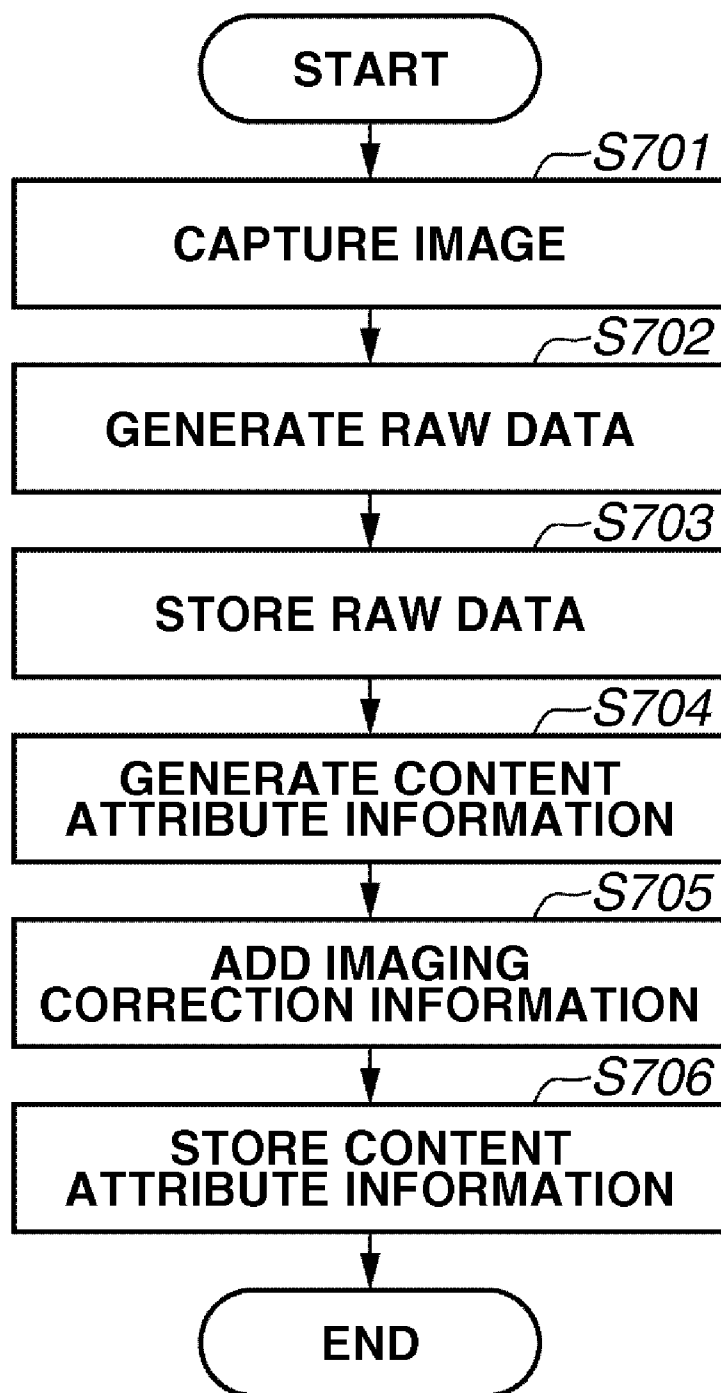 START
S701
CAPTURE IMAGE
S702
GENERATE RAW DATA
S703
STORE RAW DATA
S704
GENERATE CONTENT
ATTRIBUTE INFORMATION
S705
ADD IMAGING
CORRECTION INFORMATION
S706
STORE CONTENT
ATTRIBUTE INFORMATION
END